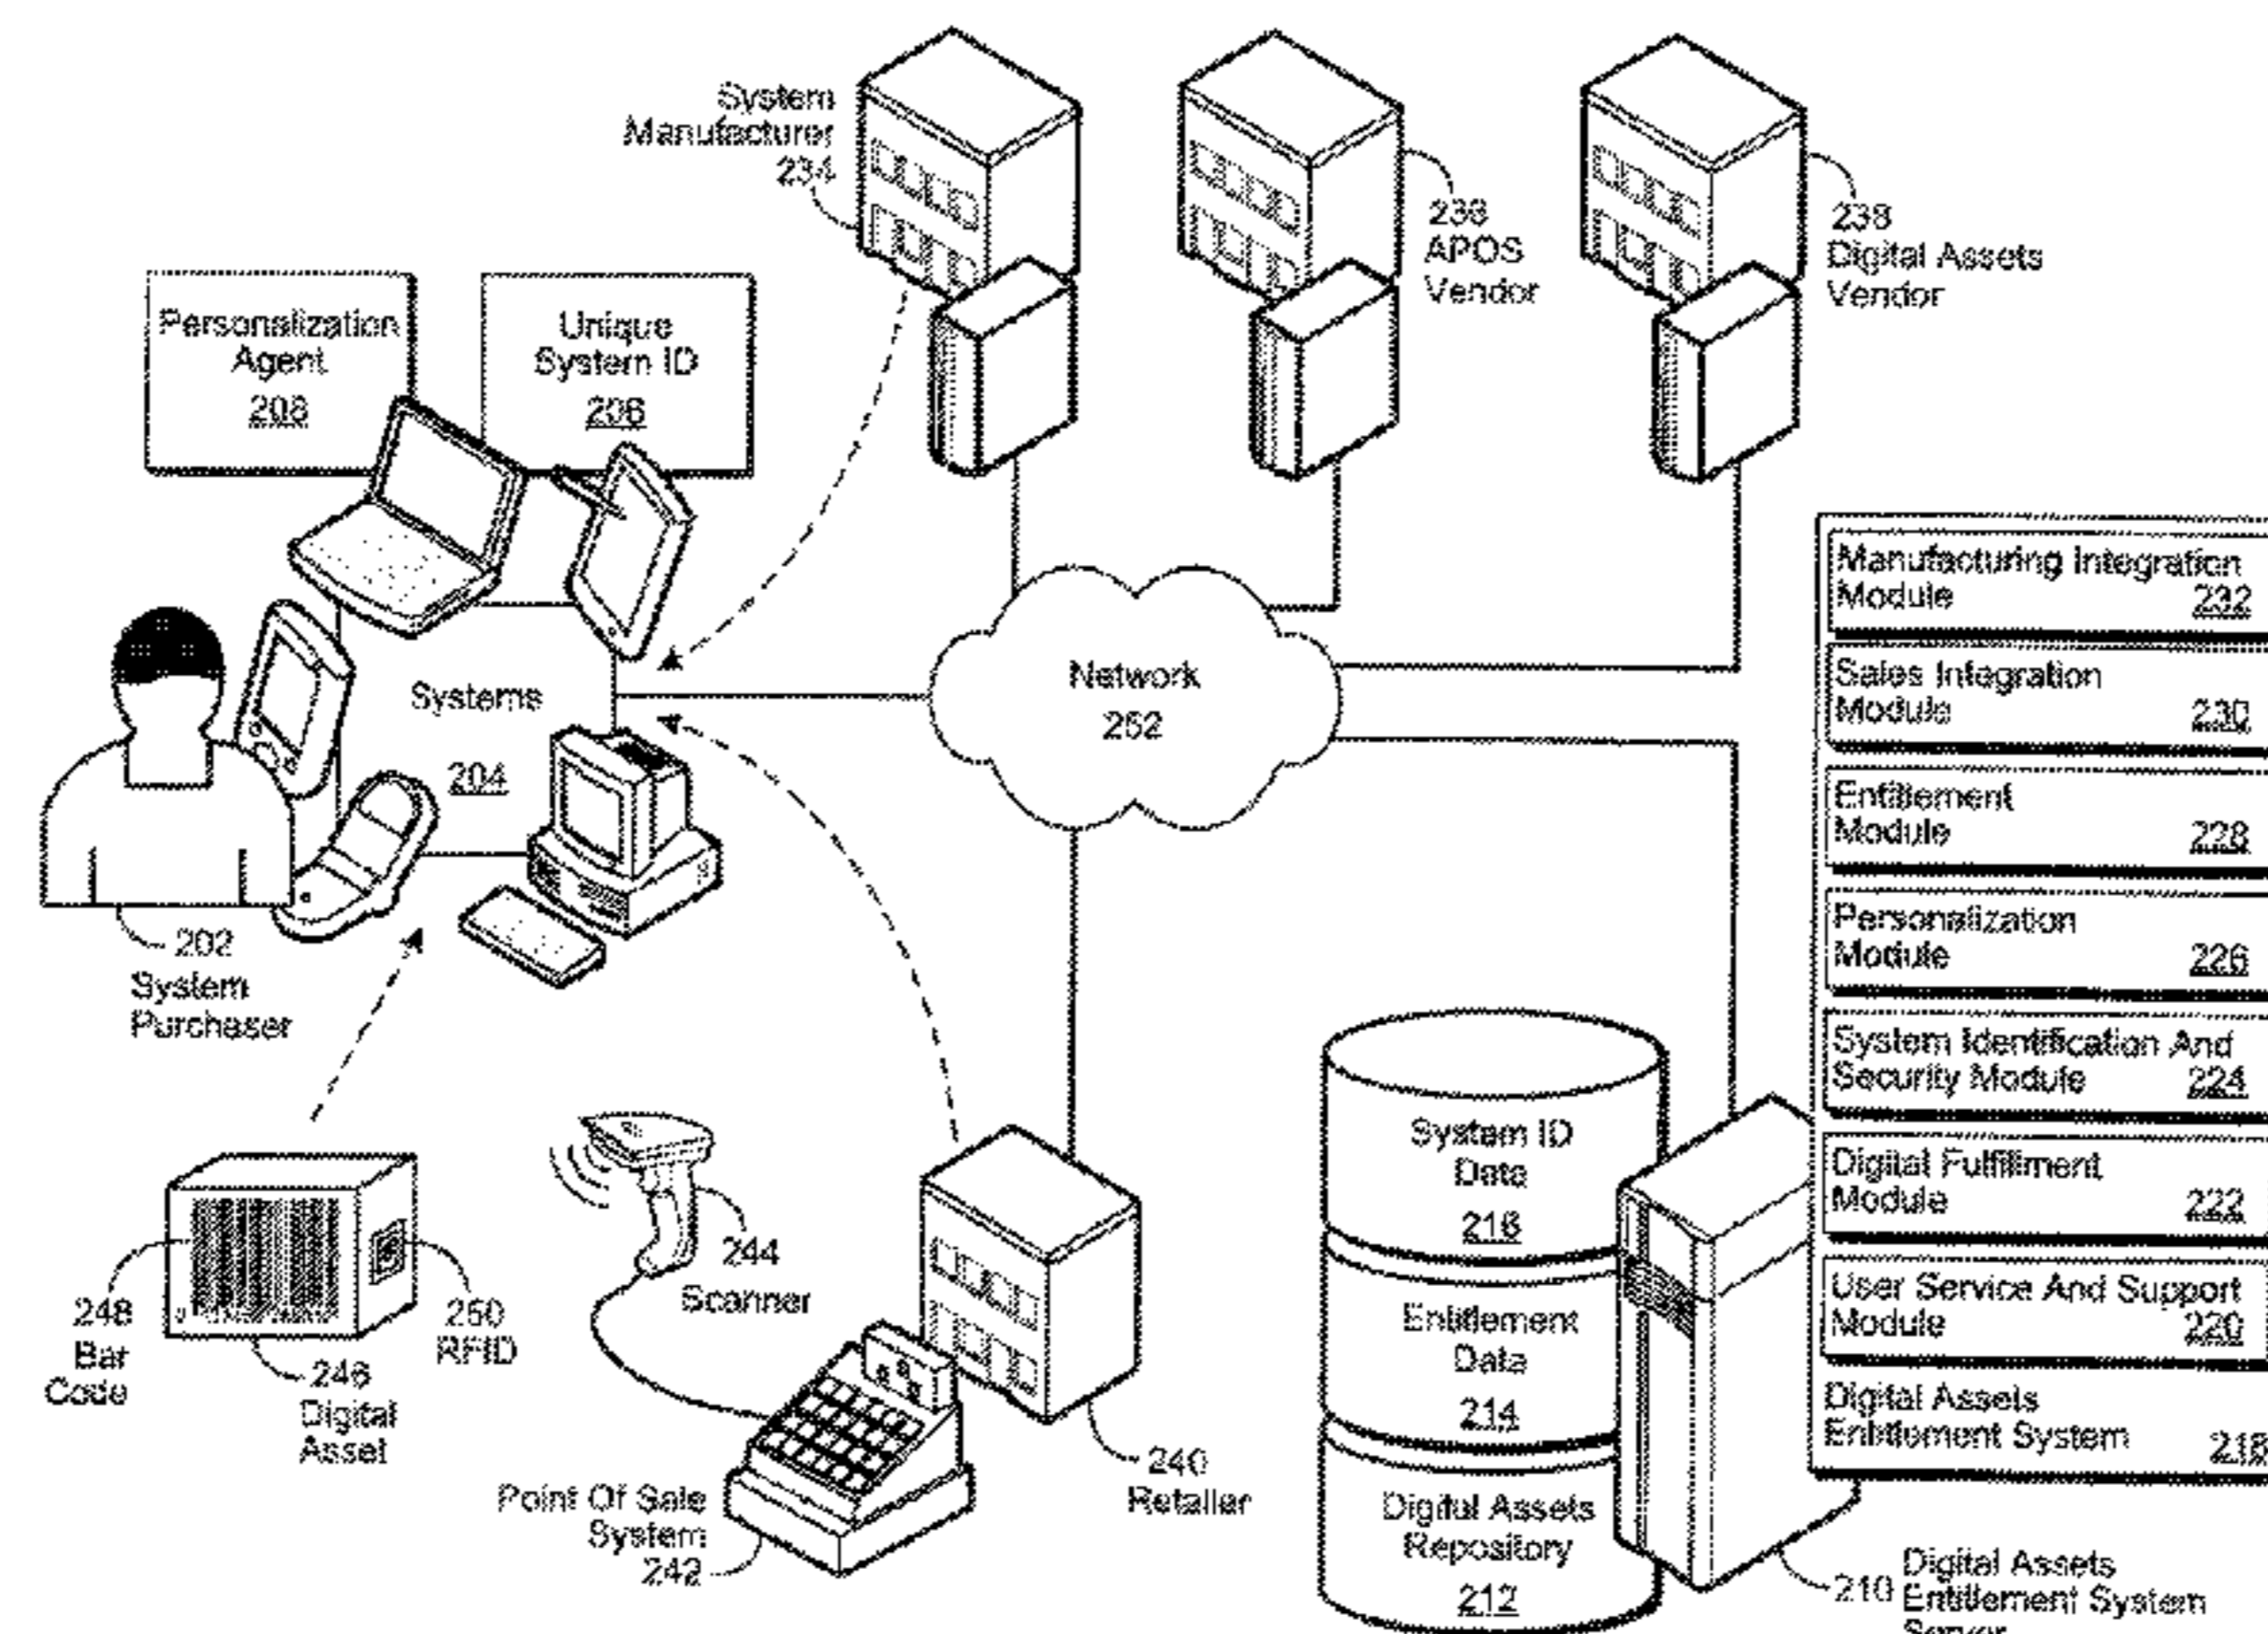 System
Manufacturer
234
236
APOS
Vendor
238
Digital Assets
Vendor
Personalization
Agent
208
Unique
System ID
206
Systems
204
Network
252
202
System
Purchaser
Manufacturing Integration
Module 232
Sales Integration
Module 230
Entitlement
Module 228
Personalization
Module 226
System Identification And
Security Module 224
Digital Fulfillment
Module 222
User Service And Support
Module 220
Digital Assets
Entitlement System 218
System ID
Data
216
Entitlement
Data
214
Digital Assets
Repository
212
210
Digital Assets
Entitlement System
Server
244
Scanner
248
Bar
Code
250
RFID
246
Digital
Asset
240
Retailer
Point Of Sale
System
242